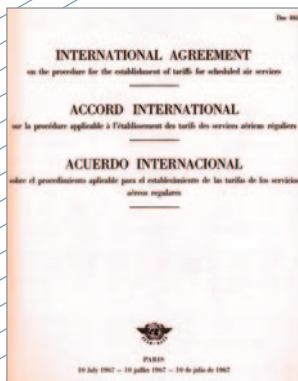 Doc
INTERNATIONAL AGREEMENT
on the procedure for the establishment of tariffs for scheduled air services
ACCORD INTERNATIONAL
sur la procédure applicable à l'établissement des tarifs des services aériens réguliers
ACUERDO INTERNACIONAL
sobre el procedimiento aplicable para el establecimiento de las tarifas de los servicios
aéreos regulares
PARIS
10 July 1967 — 10 juillet 1967 — 10 de julio de 1967